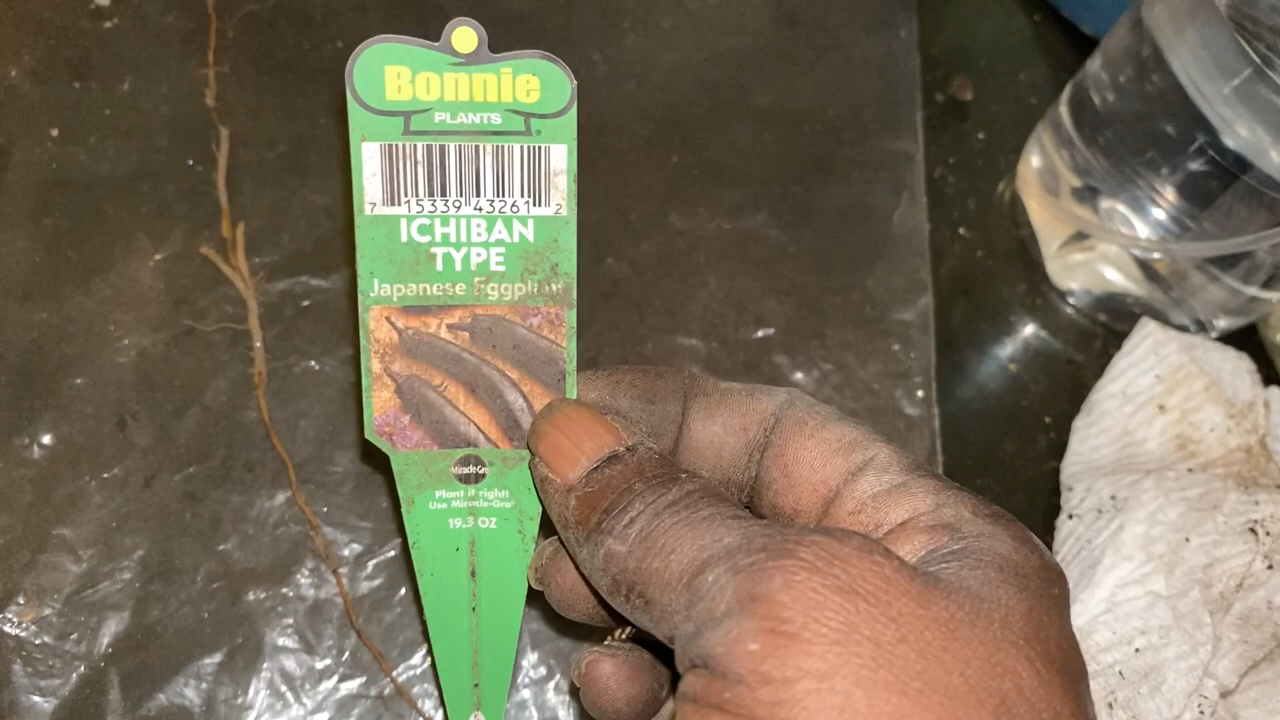 Bonnie
PLANTS
7 15339 43261 2
ICHIBAN
TYPE
Japanese Eggplant
Miracle-Gro
Plant it right!
Use Miracle-Gro®
19.3 OZ